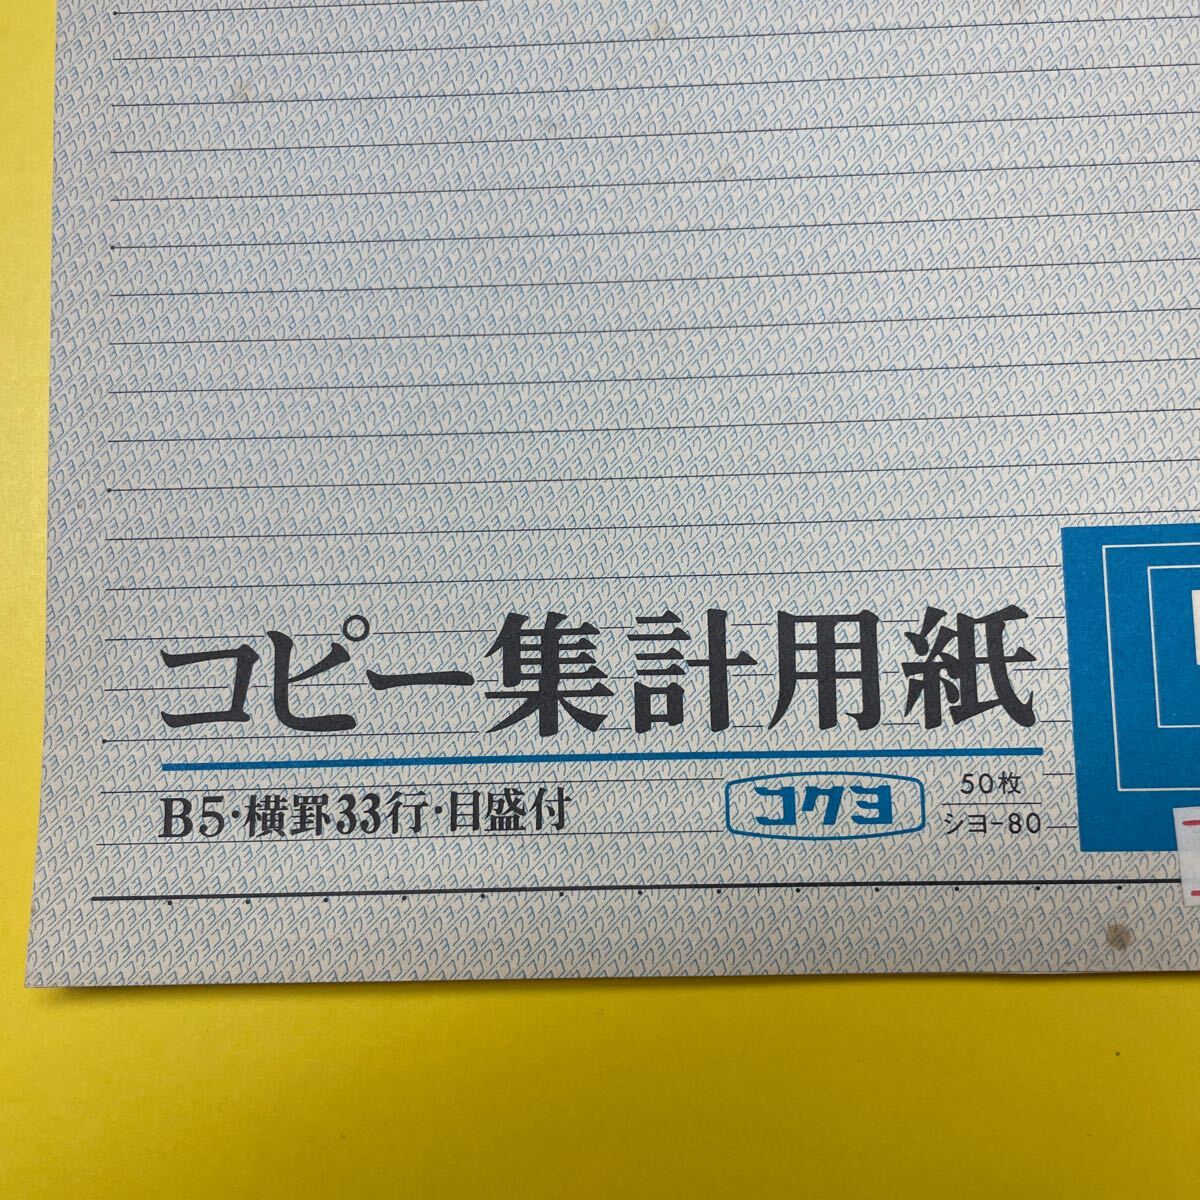 コピー集計用紙
B5・横罫33行・目盛付
コクヨ
50枚
シヨ-80